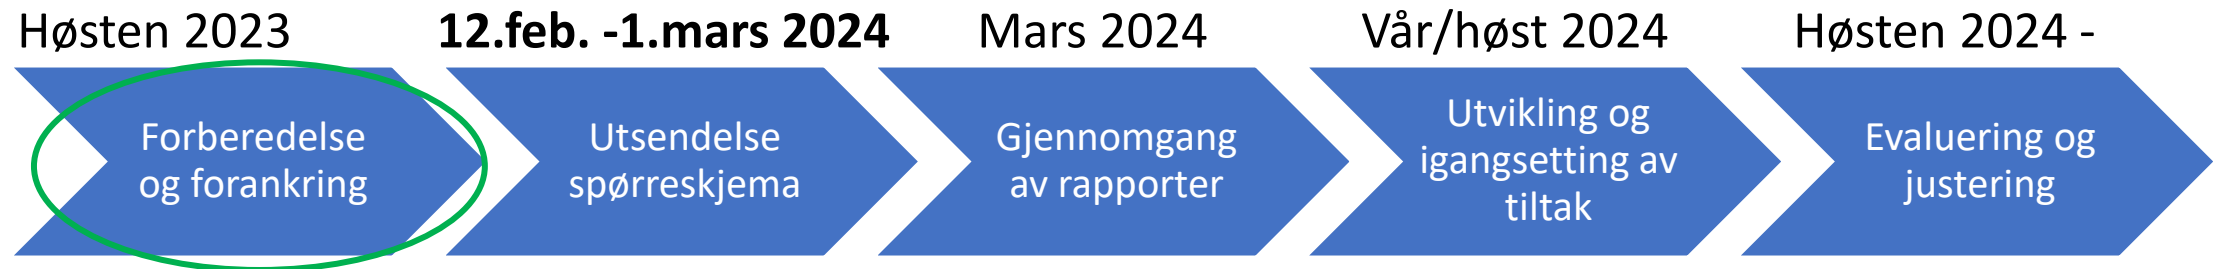 Høsten 2023
12.feb. -1.mars 2024
Mars 2024
Vår/høst 2024
Høsten 2024 -
Forberedelse
og forankring
Utsendelse
spørreskjema
Gjennomgang
av rapporter
Utvikling og
igangsetting av
tiltak
Evaluering og
justering